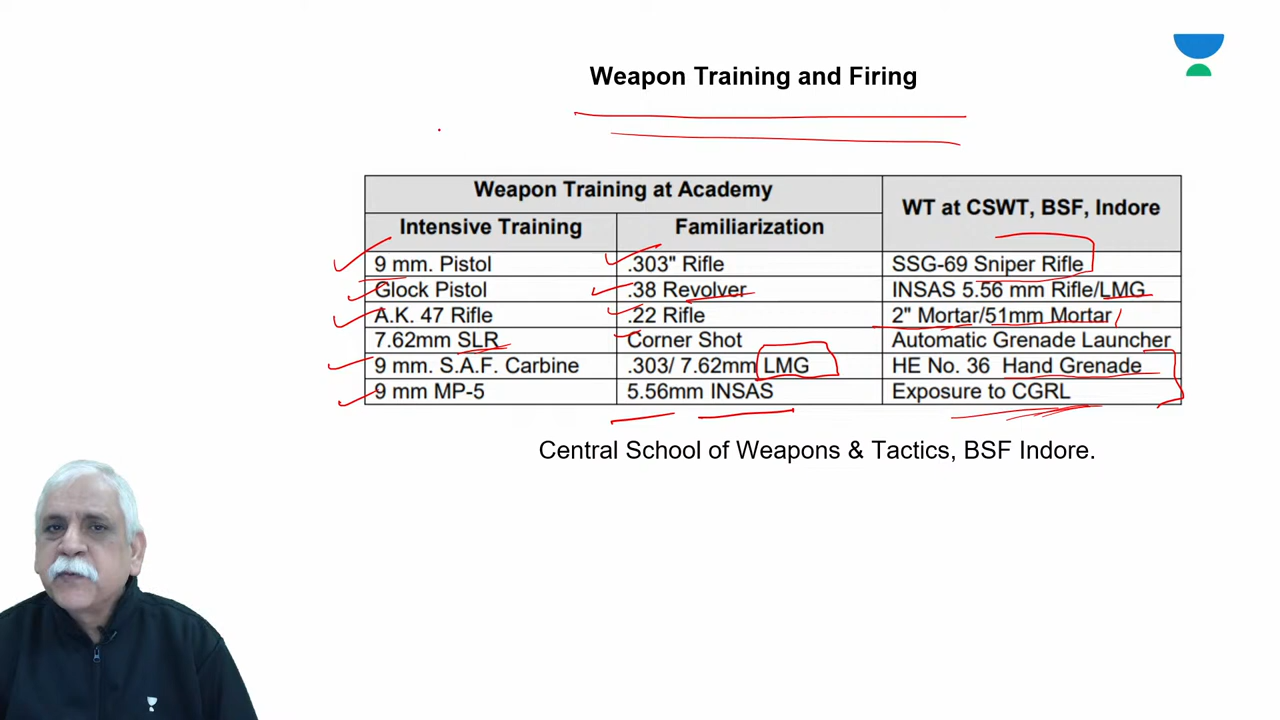 Weapon Training and Firing
Weapon Training at Academy
WT at CSWT, BSF, Indore
Intensive Training Familiarization
9 mm. Pistol .303" Rifle SSG-69 Sniper Rifle
Glock Pistol .38 Revolver INSAS 5.56 mm Rifle/LMG
A.K. 47 Rifle .22 Rifle 2" Mortar/51mm Mortar
7.62mm SLR Corner Shot Automatic Grenade Launcher
9 mm. S.A.F. Carbine .303/ 7.62mm LMG HE No. 36 Hand Grenade
9 mm MP-5 5.56mm INSAS Exposure to CGRL
Central School of Weapons & Tactics, BSF Indore.